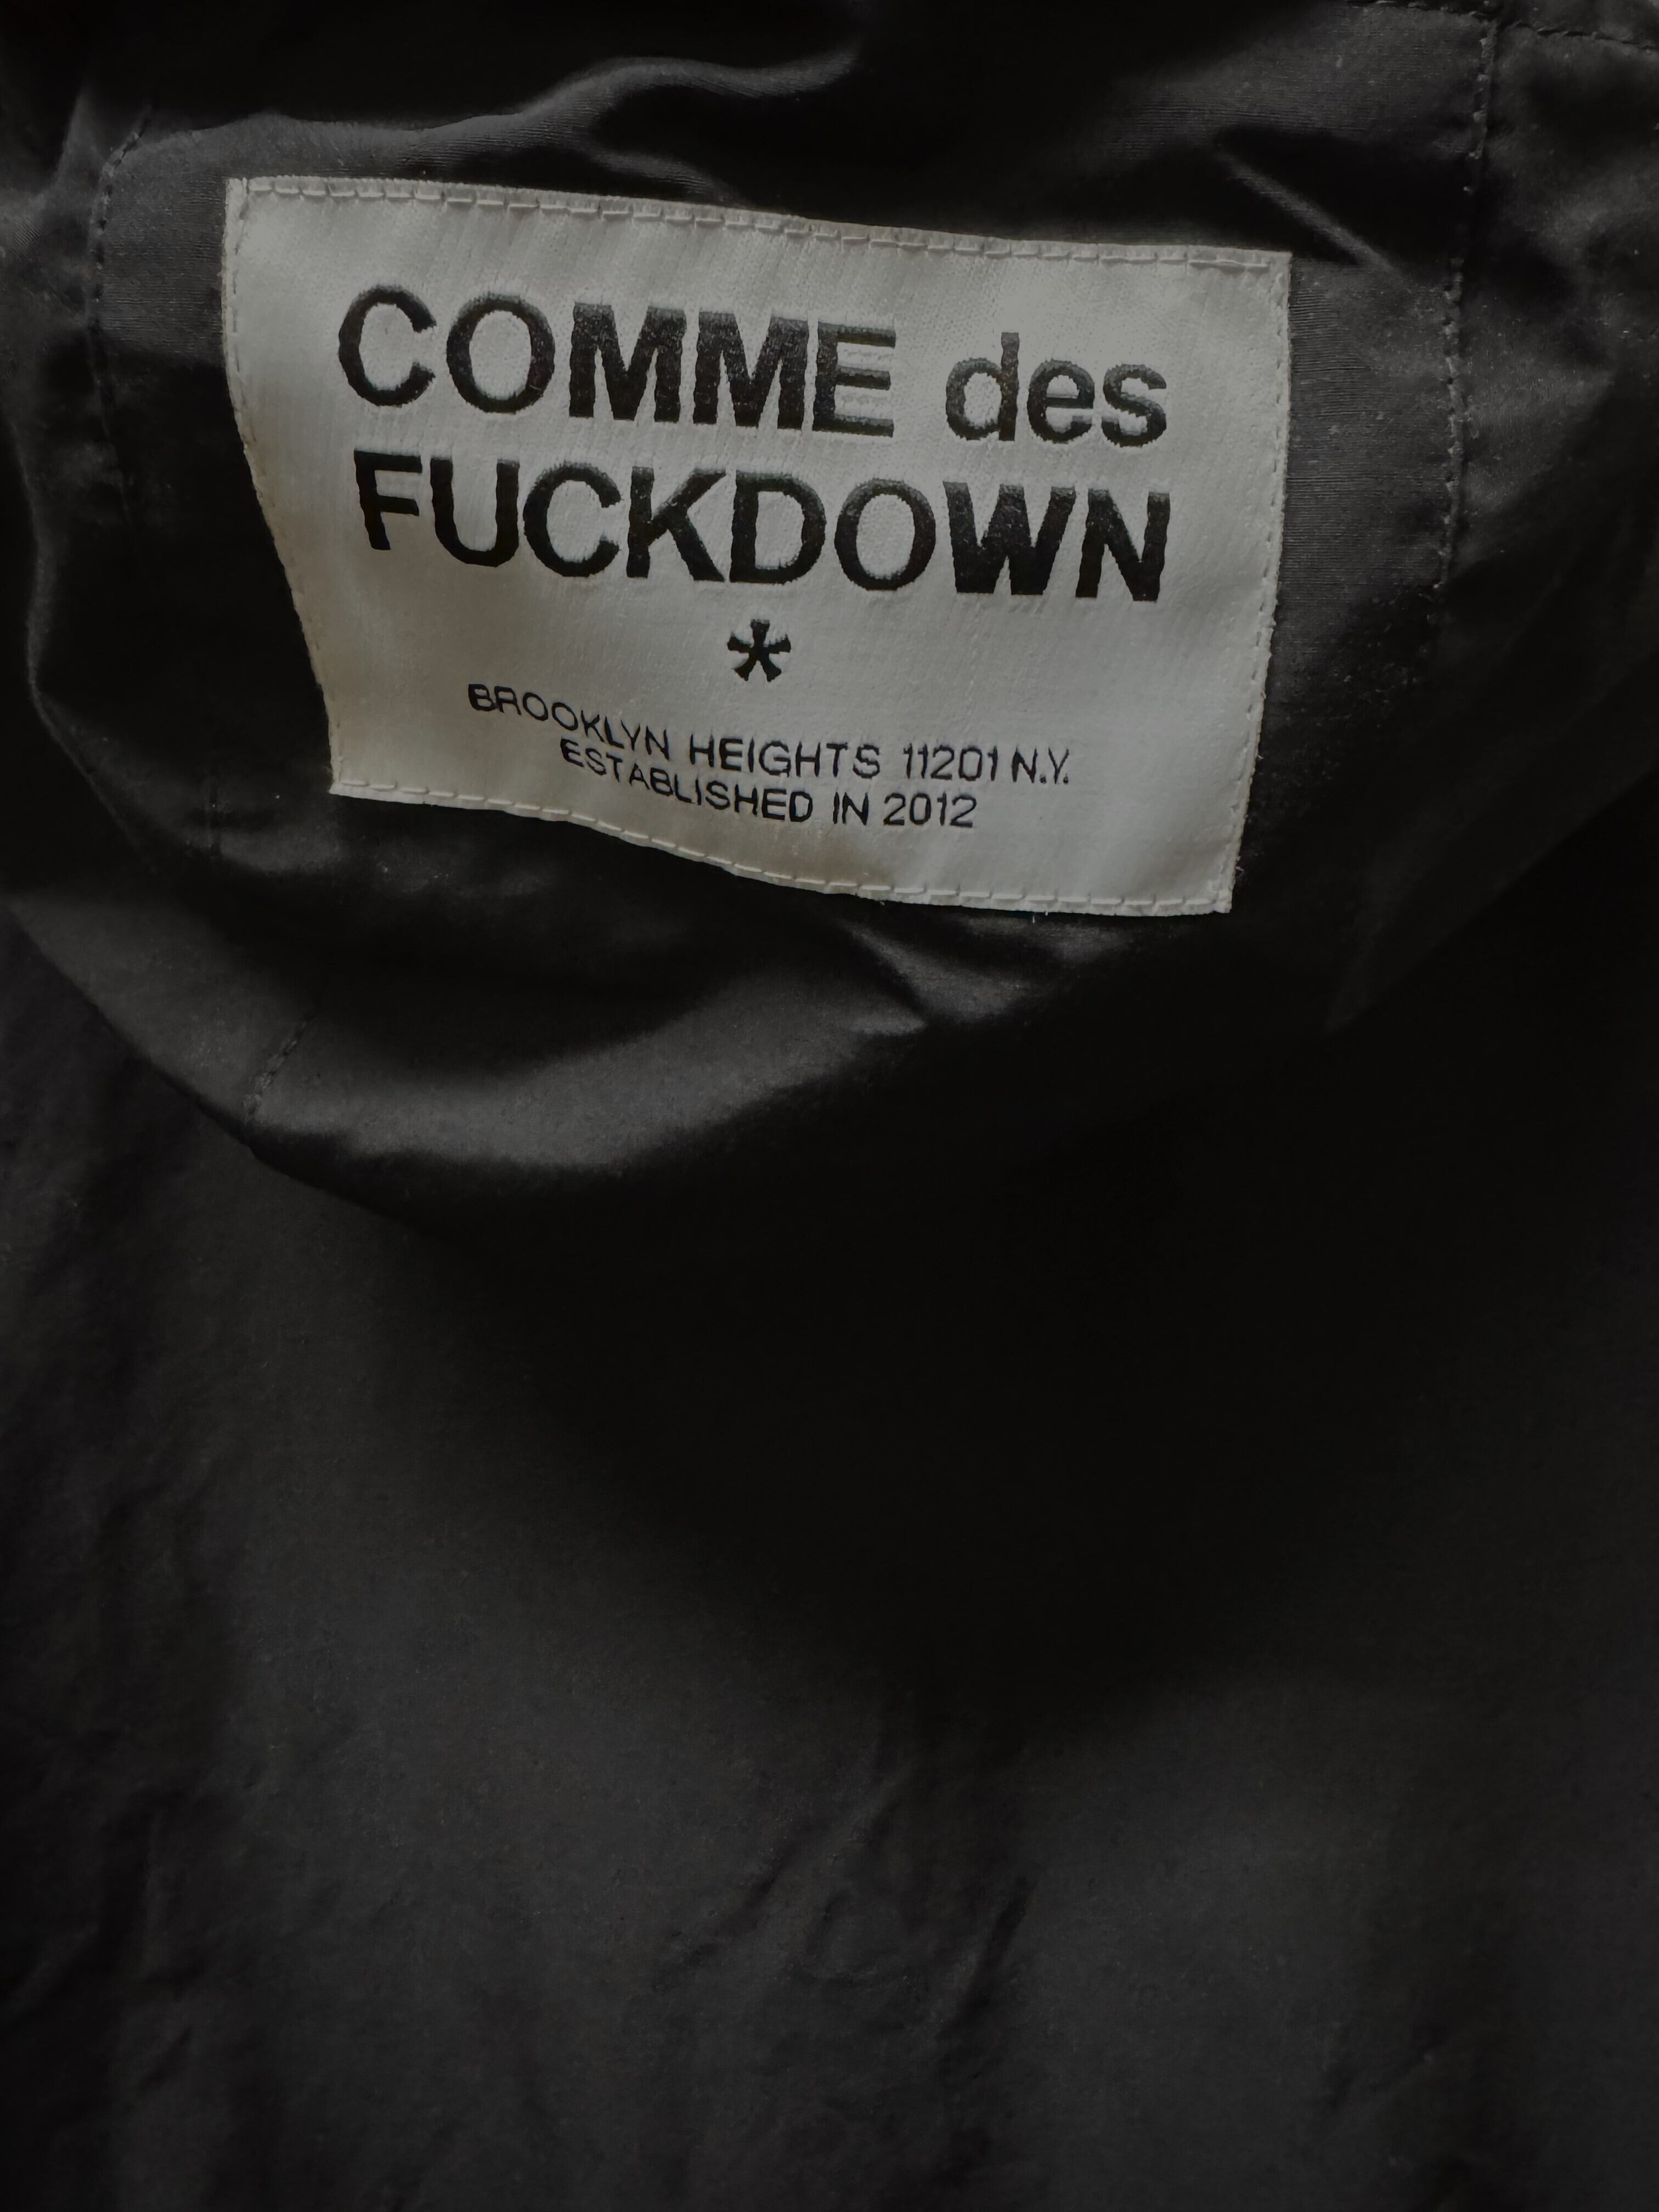 COMME des
FUCKDOWN
*
BROOKLYN HEIGHTS 11201 N.Y.
ESTABLISHED IN 2012